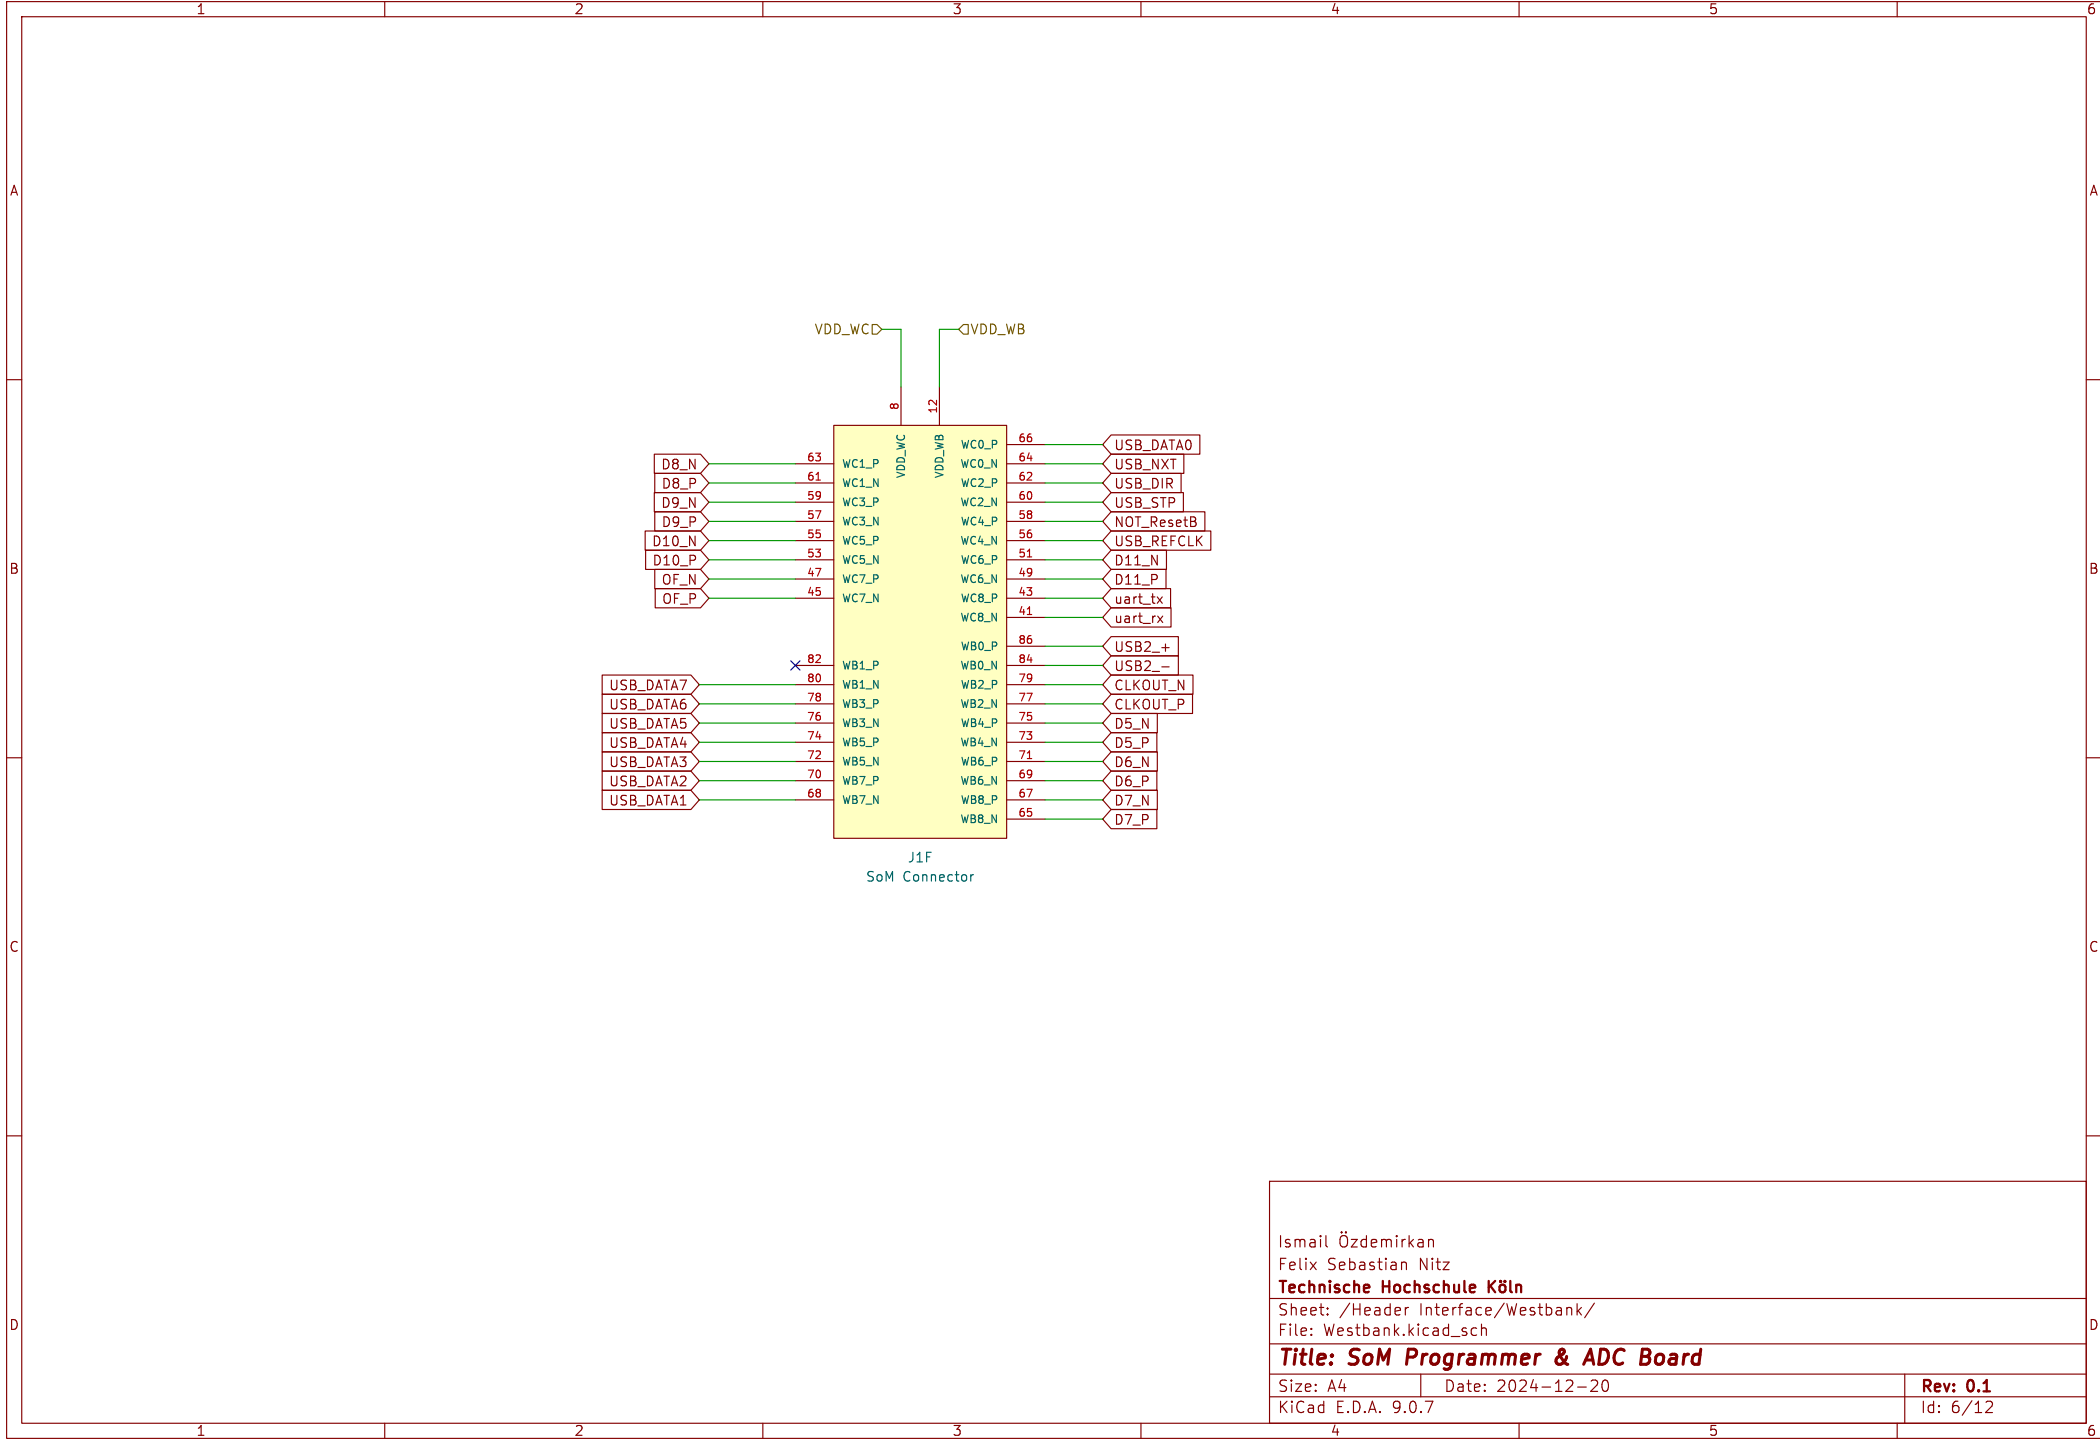 1 2 3 4 5 6
A A
VDD_WC VDD_WB
8 12
VDD_WC VDD_WB
WC0_P 66 USB_DATA0
D8_N 63 WC1_P WC0_N 64 USB_NXT
D8_P 61 WC1_N WC2_P 62 USB_DIR
D9_N 59 WC3_P WC2_N 60 USB_STP
D9_P 57 WC3_N WC4_P 58 NOT_ResetB
D10_N 55 WC5_P WC4_N 56 USB_REFCLK
D10_P 53 WC5_N WC6_P 51 D11_N
B B
OF_N 47 WC7_P WC6_N 49 D11_P
OF_P 45 WC7_N WC8_P 43 uart_tx
WC8_N 41 uart_rx
WB0_P 86 USB2_+
82 WB1_P WB0_N 84 USB2_-
USB_DATA7 80 WB1_N WB2_P 79 CLKOUT_N
USB_DATA6 78 WB3_P WB2_N 77 CLKOUT_P
USB_DATA5 76 WB3_N WB4_P 75 D5_N
USB_DATA4 74 WB5_P WB4_N 73 D5_P
USB_DATA3 72 WB5_N WB6_P 71 D6_N
USB_DATA2 70 WB7_P WB6_N 69 D6_P
USB_DATA1 68 WB7_N WB8_P 67 D7_N
WB8_N 65 D7_P
J1F
SoM Connector
C C
Ismail Özdemirkan
Felix Sebastian Nitz
Technische Hochschule Köln
Sheet: /Header Interface/Westbank/
D D
File: Westbank.kicad_sch
Title: SoM Programmer & ADC Board
Size: A4 Date: 2024-12-20 Rev: 0.1
KiCad E.D.A. 9.0.7 Id: 6/12
1 2 3 4 5 6